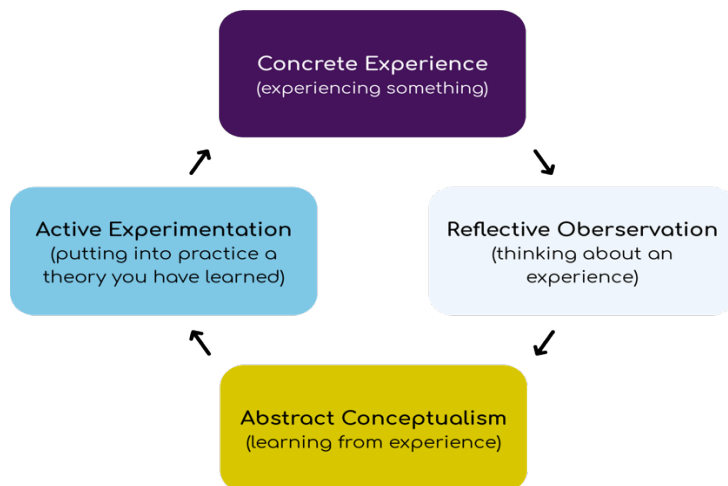 Concrete Experience
(experiencing something)
Active Experimentation
(putting into practice a
theory you have learned)
Reflective Oberservation
(thinking about an
experience)
Abstract Conceptualism
(learning from experience)